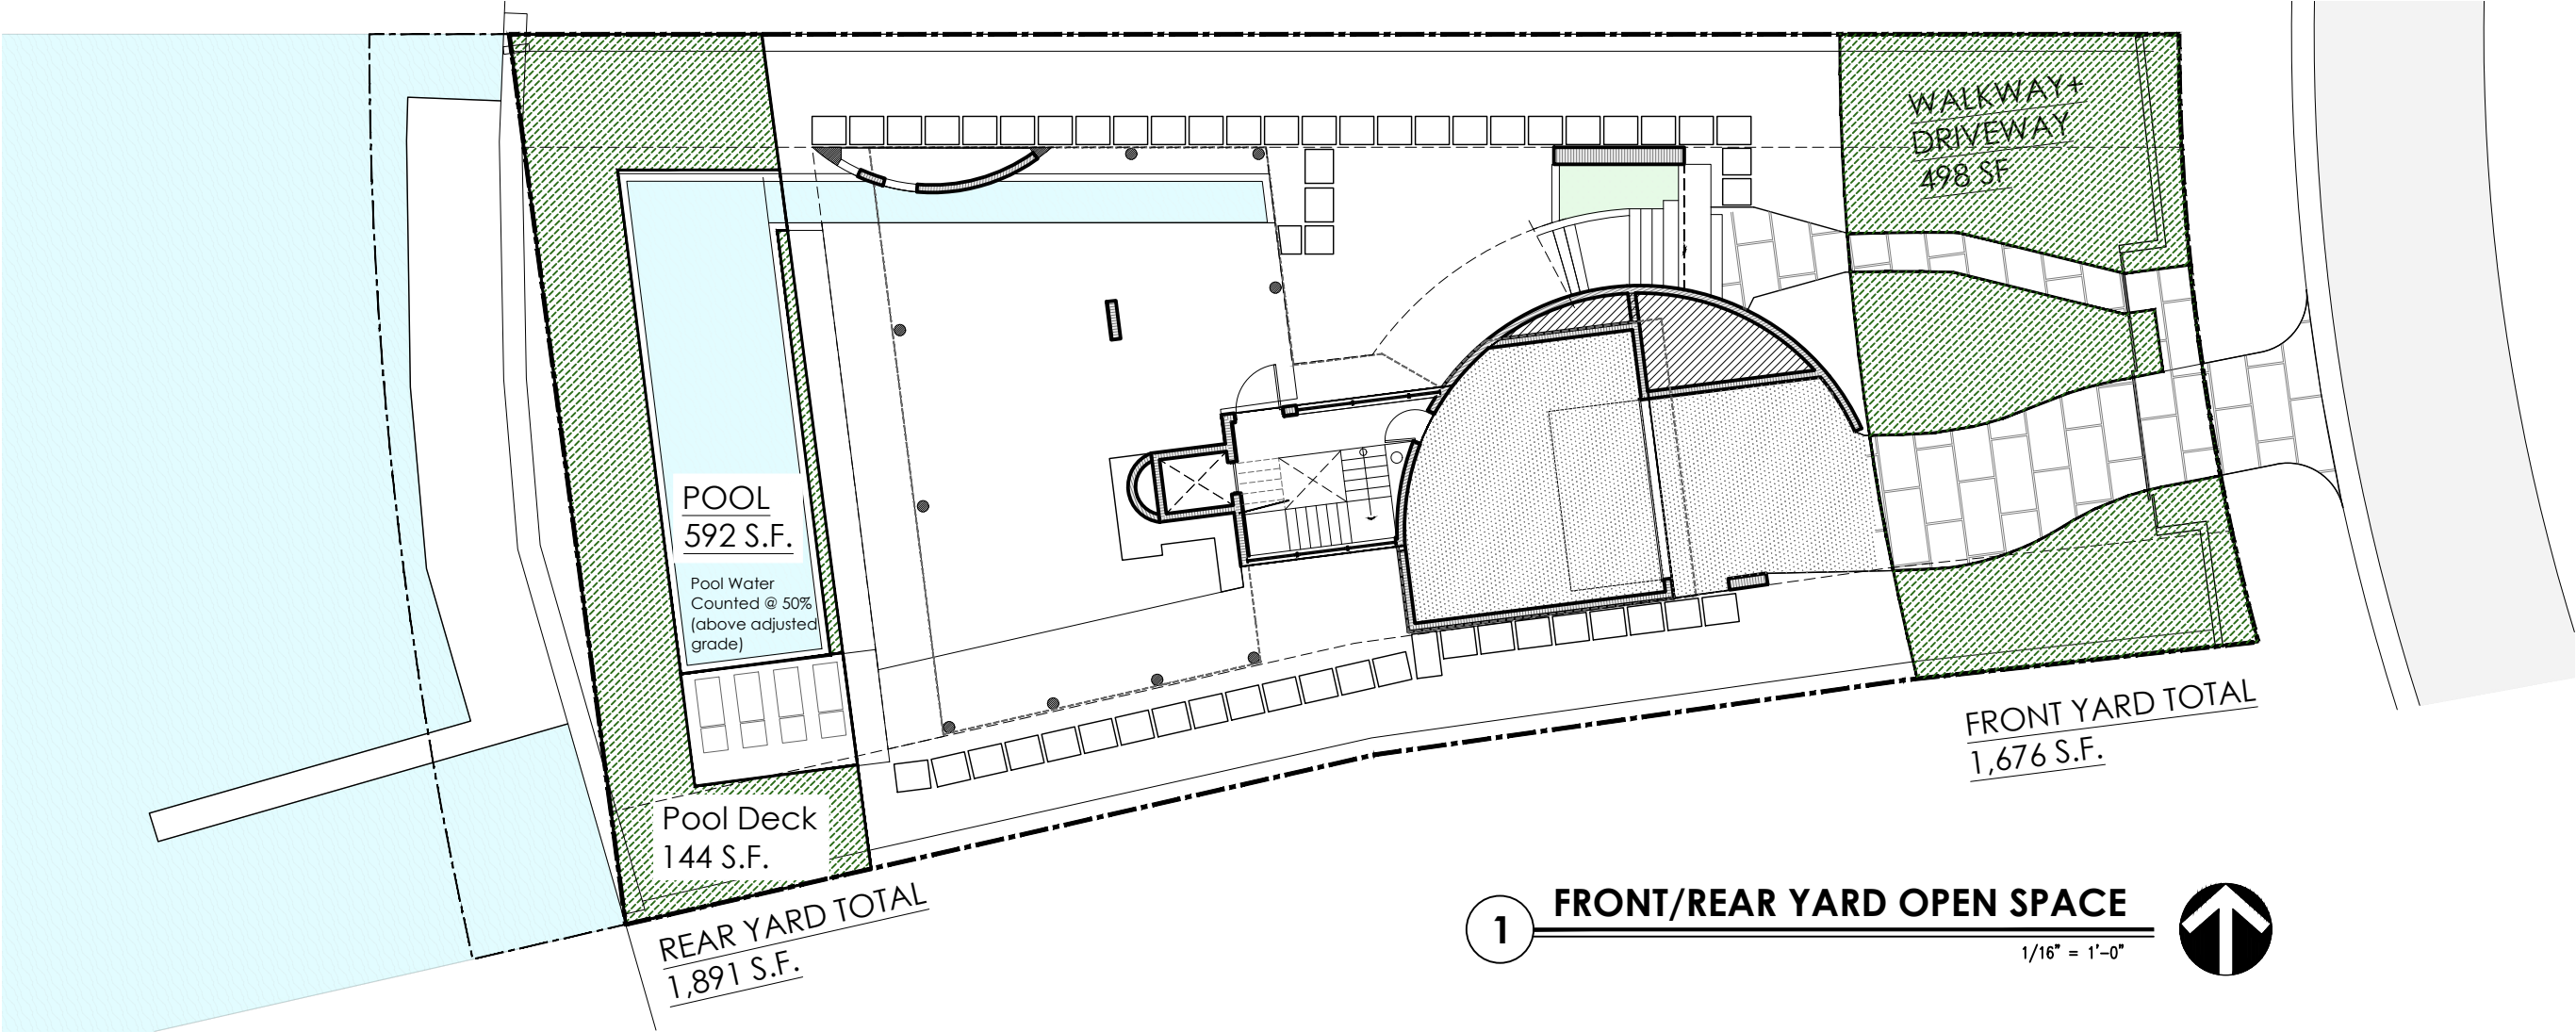 WALKWAY+
DRIVEWAY
498 SF
POOL
592 S.F.
Pool Water
Counted @ 50%
(above adjusted
grade)
Pool Deck
144 S.F.
REAR YARD TOTAL
1,891 S.F.
FRONT YARD TOTAL
1,676 S.F.
1
FRONT/REAR YARD OPEN SPACE
1/16" = 1'-0"